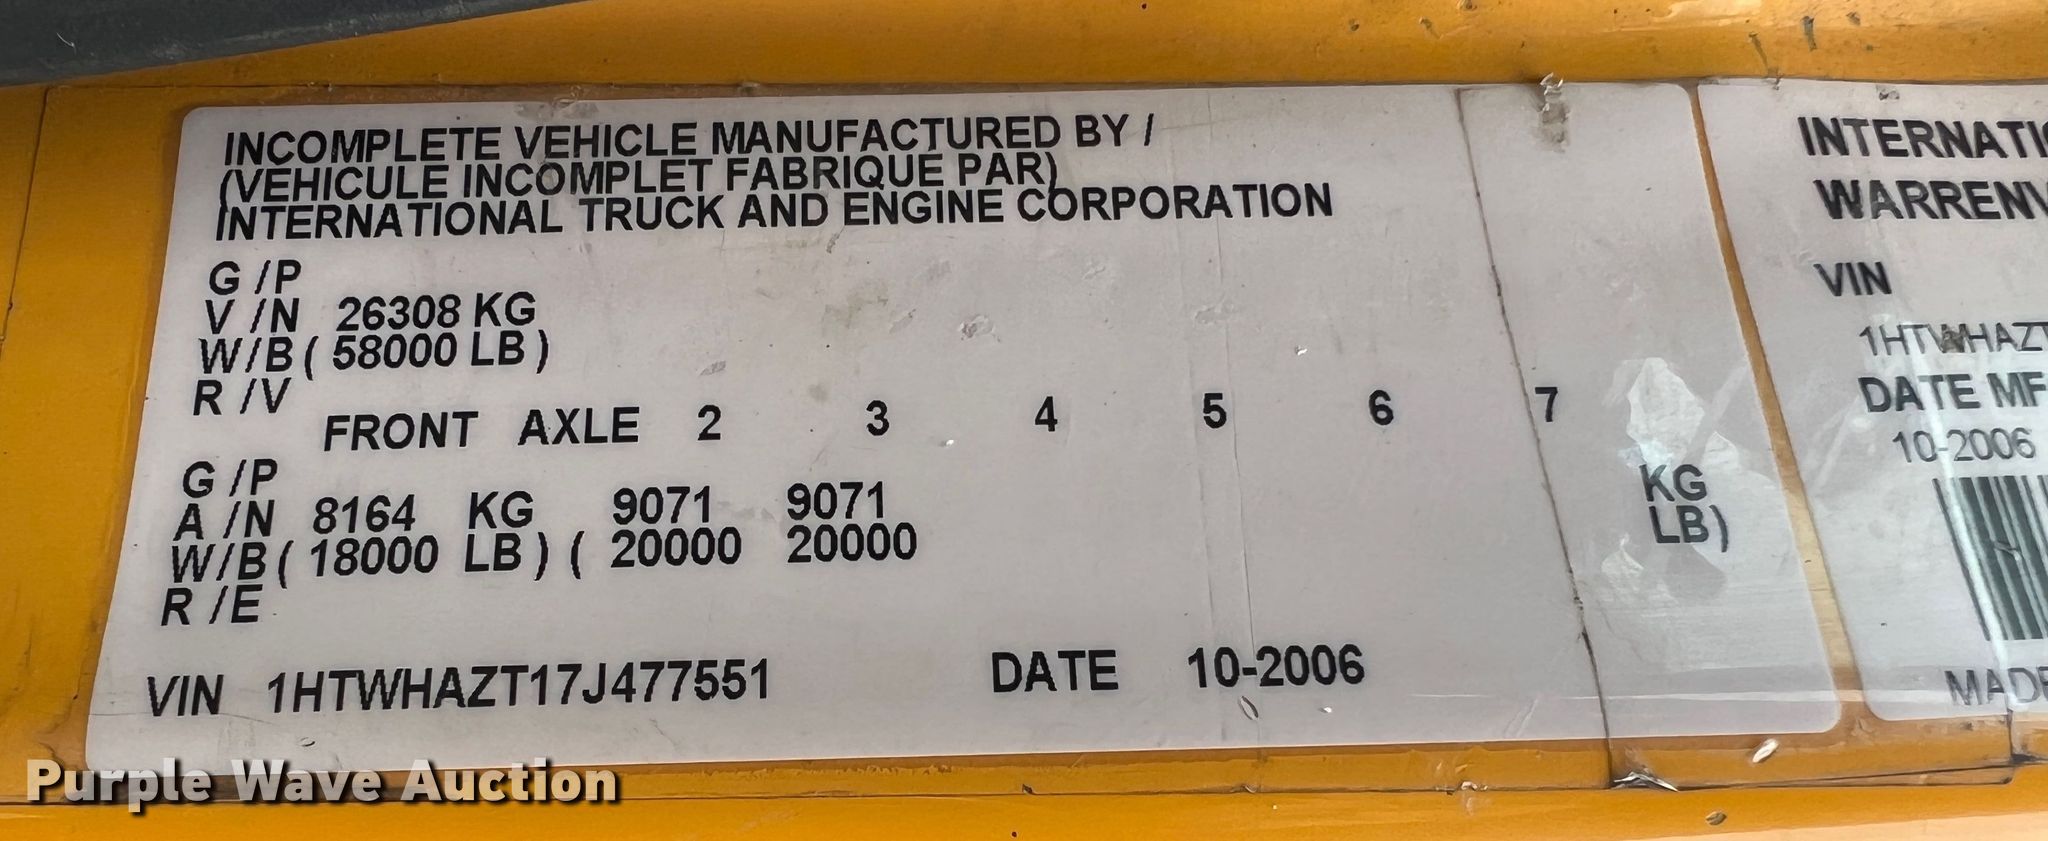 INCOMPLETE VEHICLE MANUFACTURED BY /
(VEHICULE INCOMPLET FABRIQUE PAR)
INTERNATIONAL TRUCK AND ENGINE CORPORATION
G /P
V /N 26308 KG
W/B ( 58000 LB )
R /V
FRONT AXLE 2 3 4 5 6 7
G /P
A /N 8164 KG 9071 9071 KG
W/B ( 18000 LB ) ( 20000 20000 LB)
R /E
VIN 1HTWHAZT17J477551 DATE 10-2006
INTERNATI
WARRENV
VIN
1HTWHAZT
DATE MF
10-2006
MADE
Purple Wave Auction